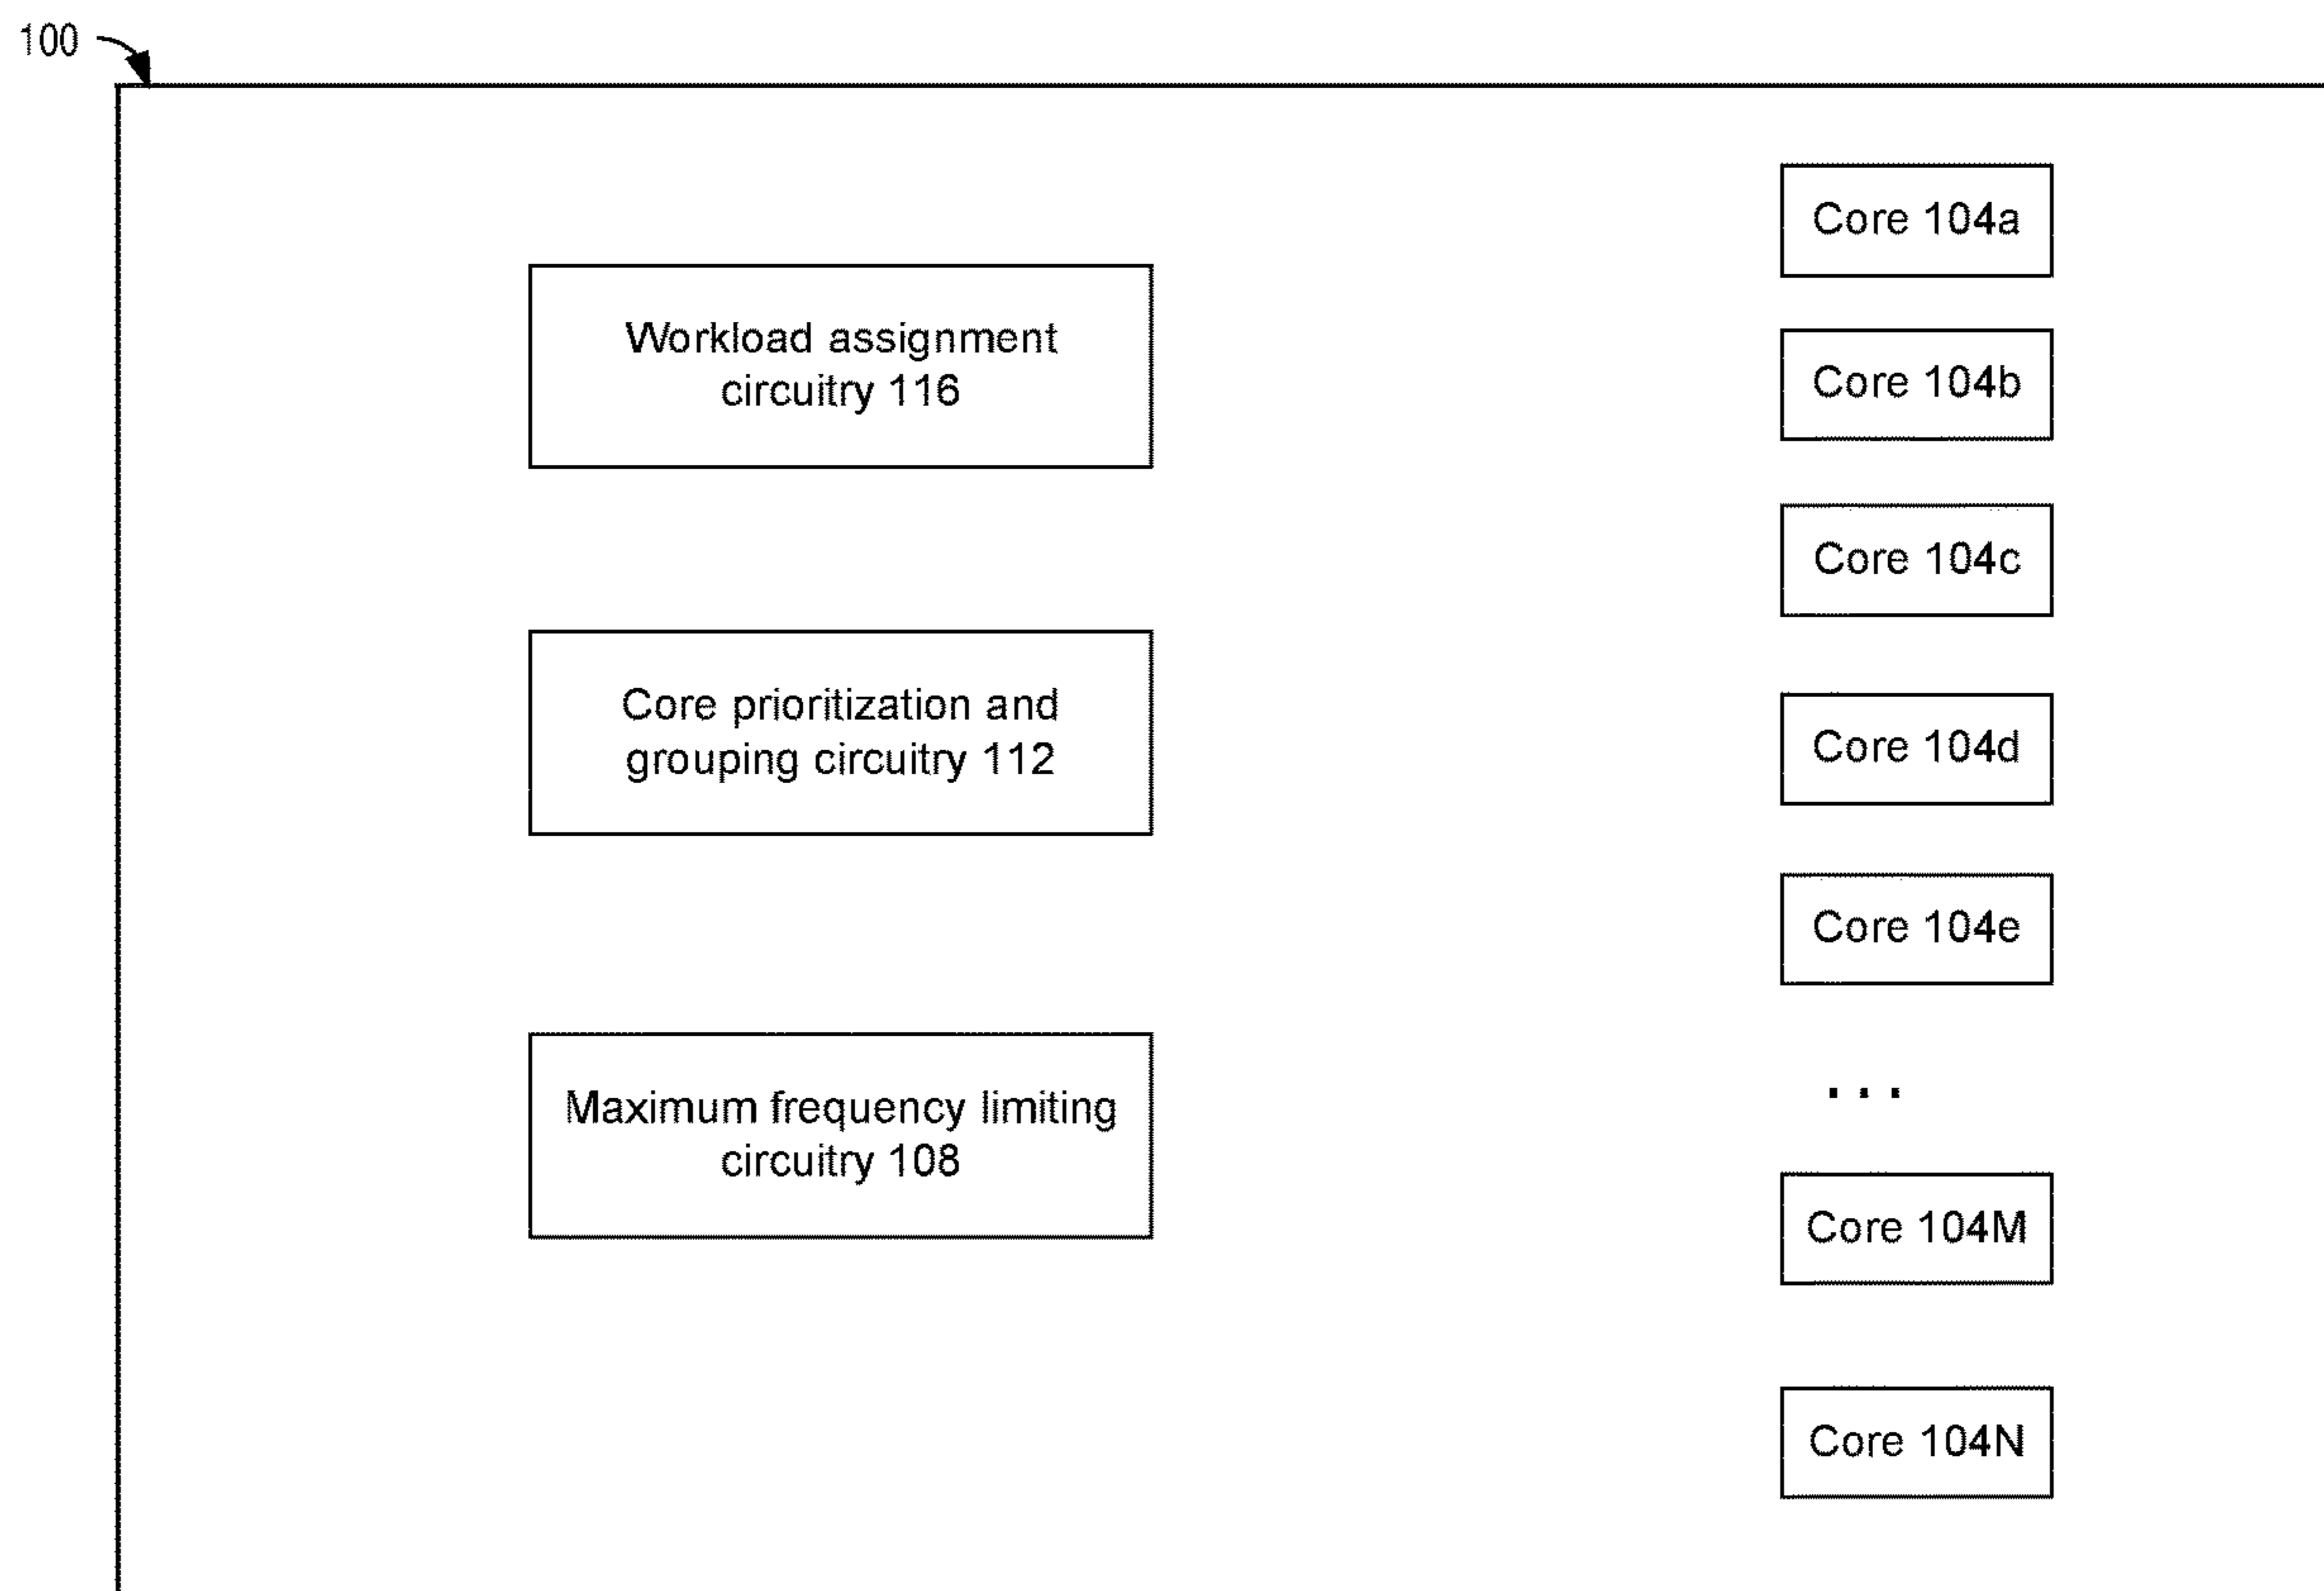 100
Workload assignment
circuitry 116
Core prioritization and
grouping circuitry 112
Maximum frequency limiting
circuitry 108
Core 104a
Core 104b
Core 104c
Core 104d
Core 104e
...
Core 104M
Core 104N